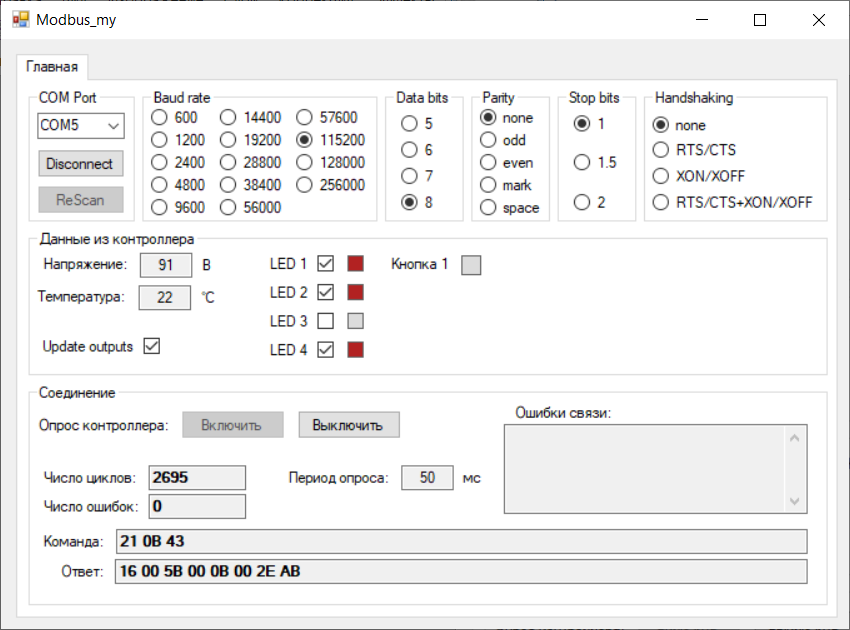 Modbus_my
Главная
COM Port
COM5
Disconnect
ReScan
Baud rate
600 14400 57600
1200 19200 115200
2400 28800 128000
4800 38400 256000
9600 56000
Data bits
5
6
7
8
Parity
none
odd
even
mark
space
Stop bits
1
1.5
2
Handshaking
none
RTS/CTS
XON/XOFF
RTS/CTS+XON/XOFF
Данные из контроллера
Напряжение: 91 В
Температура: 22 °C
Update outputs
LED 1
LED 2
LED 3
LED 4
Кнопка 1
Соединение
Опрос контроллера: Включить Выключить
Число циклов: 2695
Число ошибок: 0
Период опроса: 50 мс
Ошибки связи:
Команда: 21 0B 43
Ответ: 16 00 5B 00 0B 00 2E AB